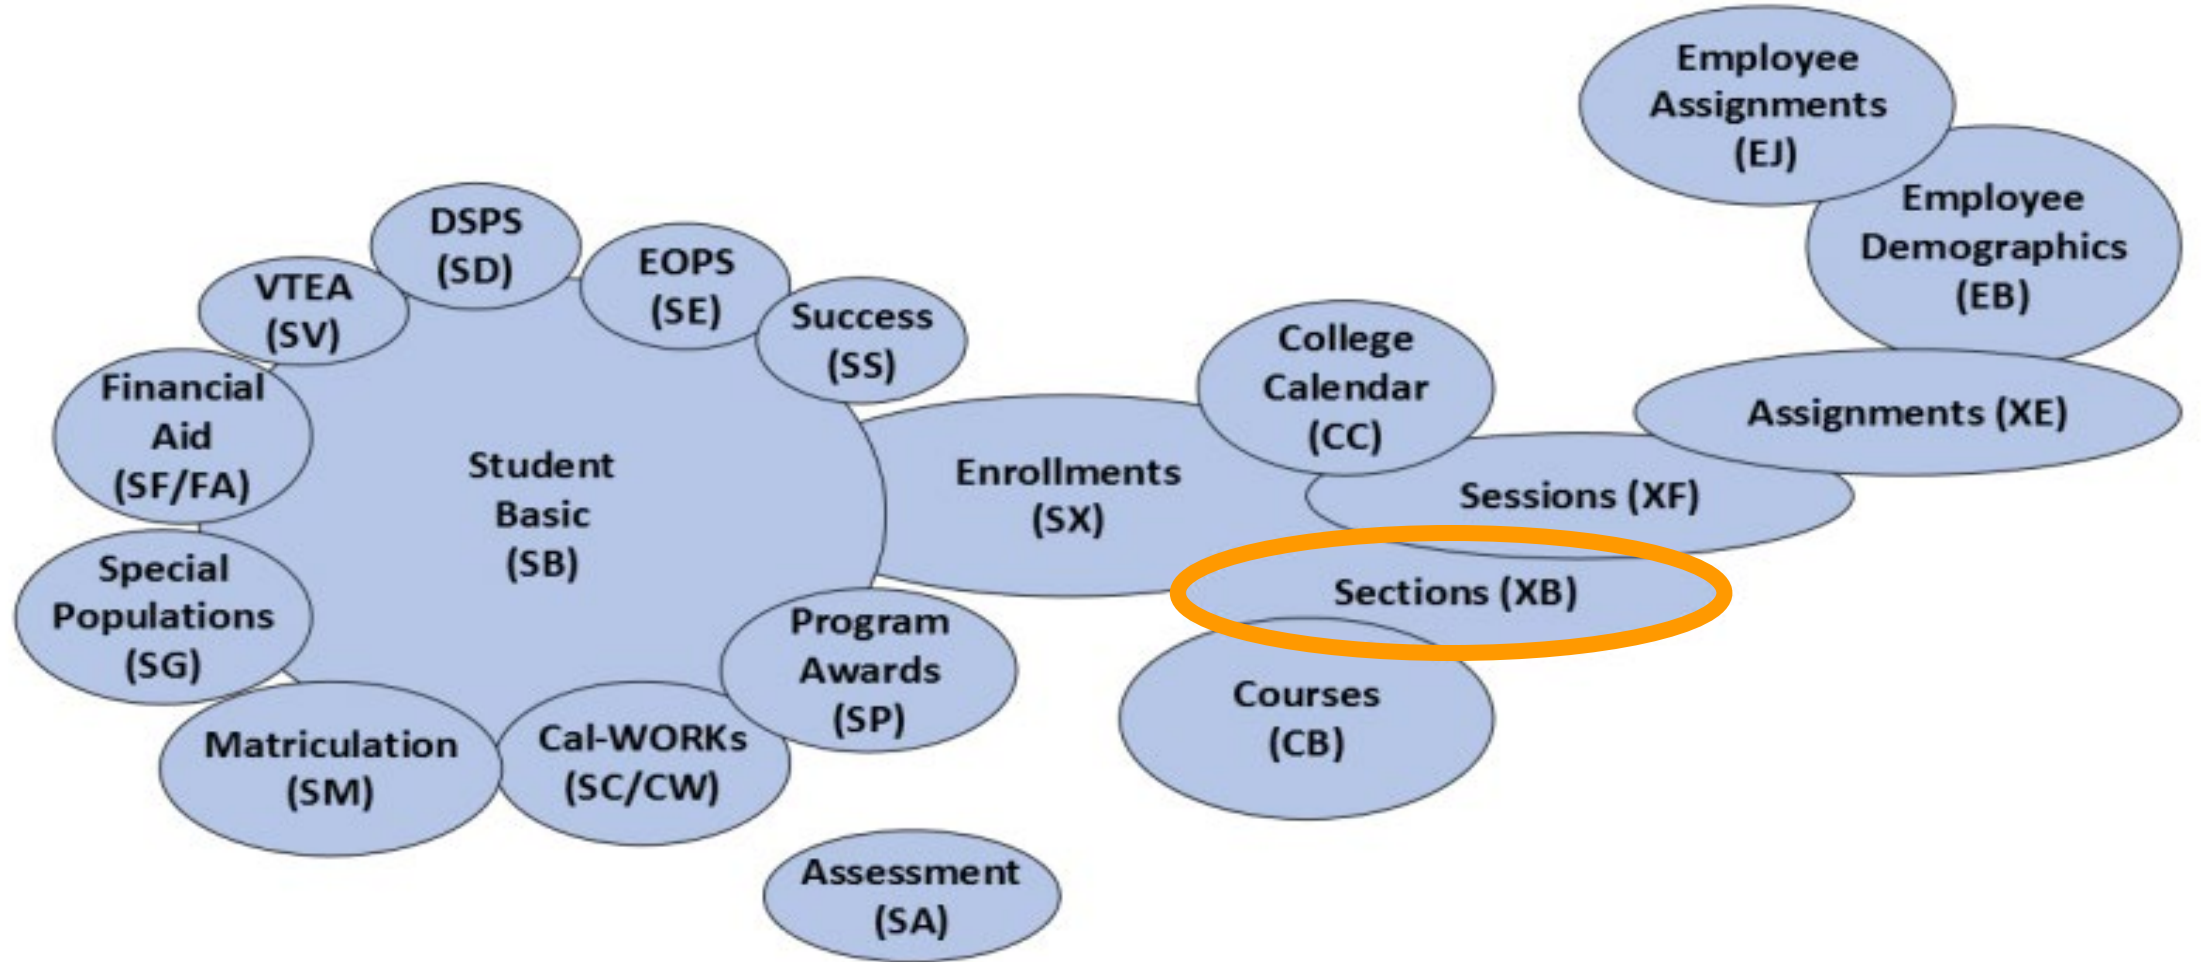 Employee
Assignments
(EJ)
Employee
Demographics
(EB)
DSPS
(SD)
EOPS
(SE)
VTEA
(SV)
Success
(SS)
College
Calendar
(CC)
Financial
Aid
(SF/FA)
Assignments (XE)
Student
Basic
(SB)
Enrollments
(SX)
Sessions (XF)
Special
Populations
(SG)
Sections (XB)
Program
Awards
(SP)
Courses
(CB)
Matriculation
(SM)
Cal-WORKs
(SC/CW)
Assessment
(SA)